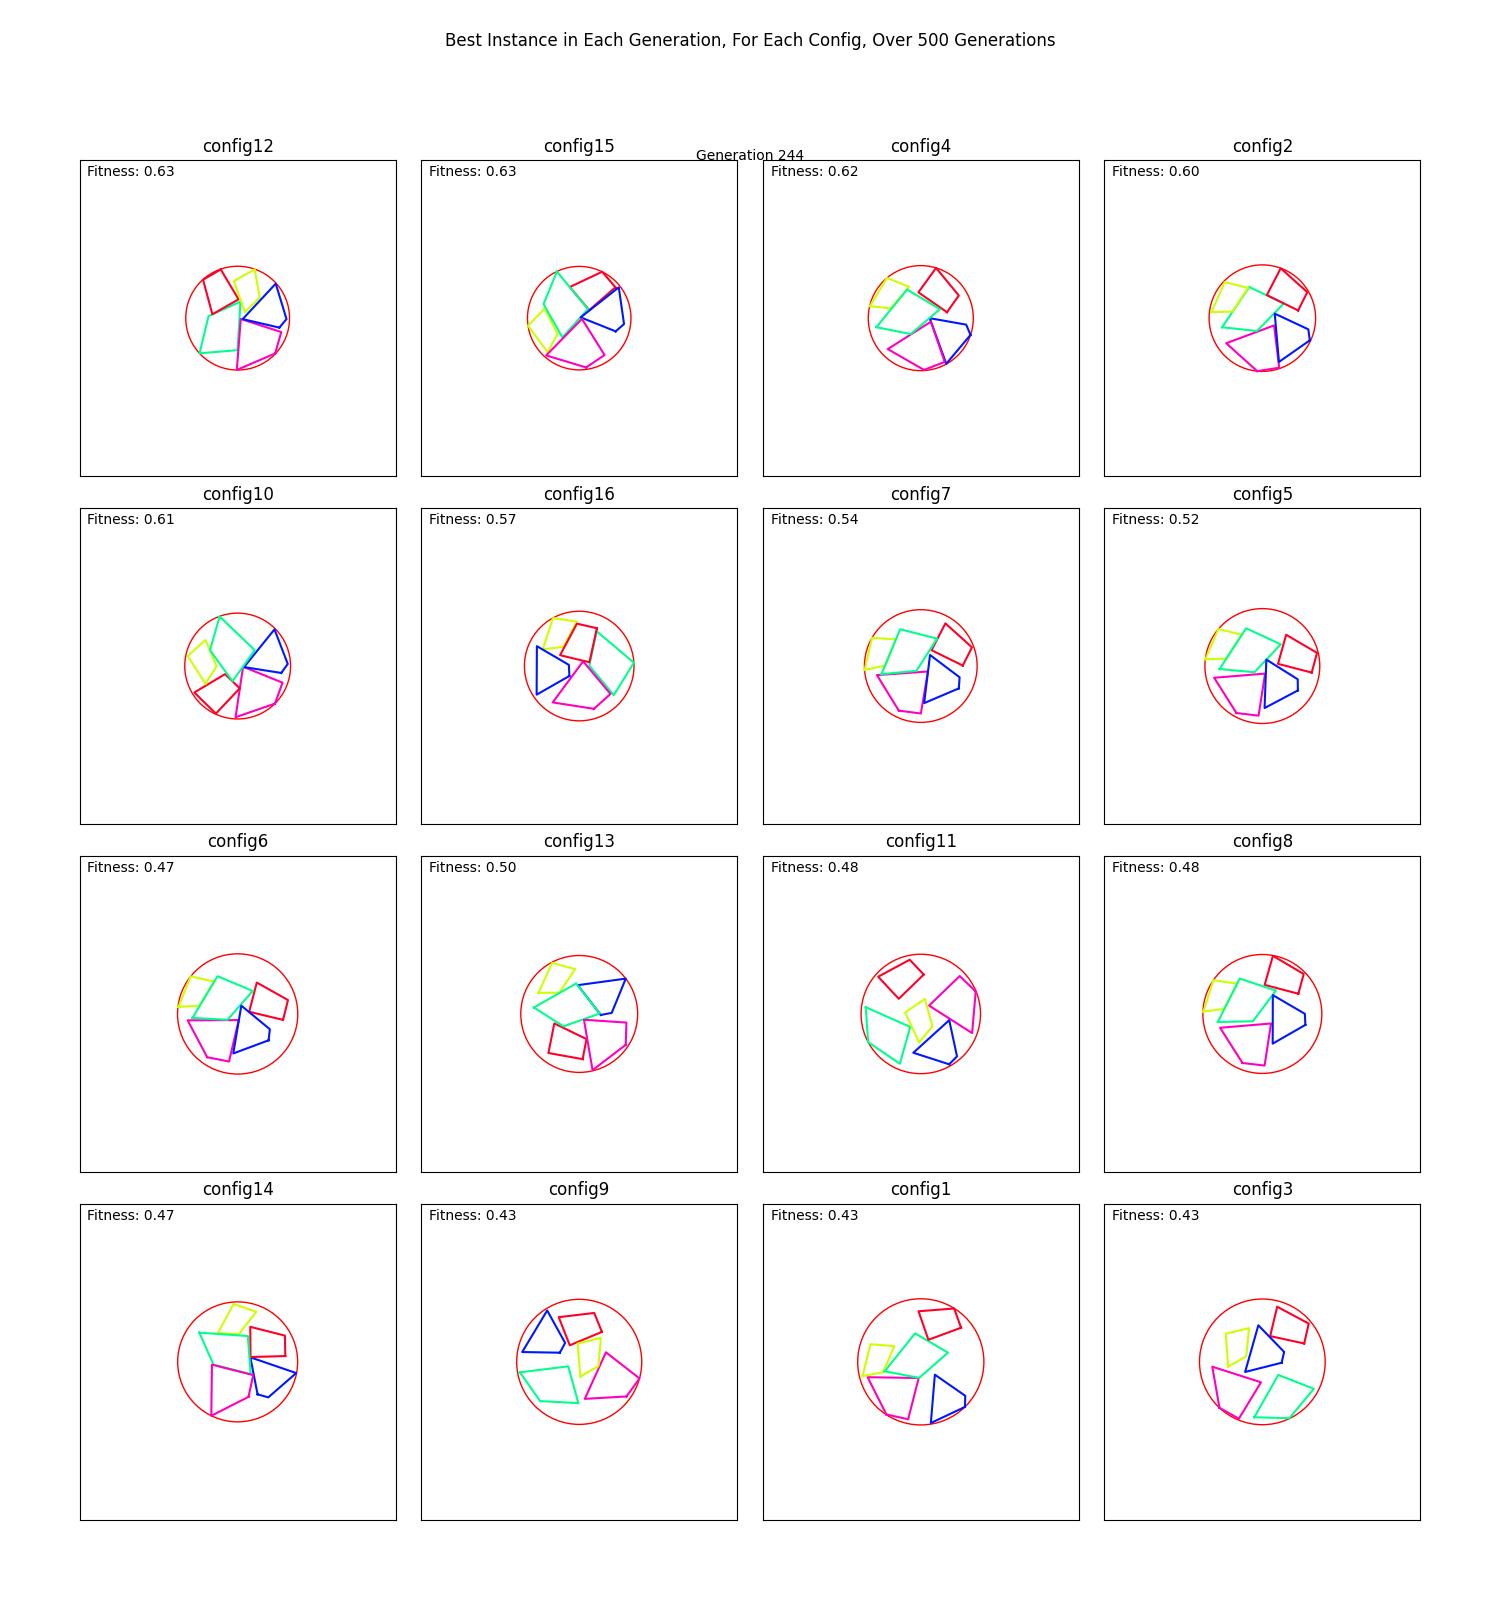 Best Instance in Each Generation, For Each Config, Over 500 Generations
Generation 244
config12
Fitness: 0.63
config15
Fitness: 0.63
config4
Fitness: 0.62
config2
Fitness: 0.60
config10
Fitness: 0.61
config16
Fitness: 0.57
config7
Fitness: 0.54
config5
Fitness: 0.52
config6
Fitness: 0.47
config13
Fitness: 0.50
config11
Fitness: 0.48
config8
Fitness: 0.48
config14
Fitness: 0.47
config9
Fitness: 0.43
config1
Fitness: 0.43
config3
Fitness: 0.43